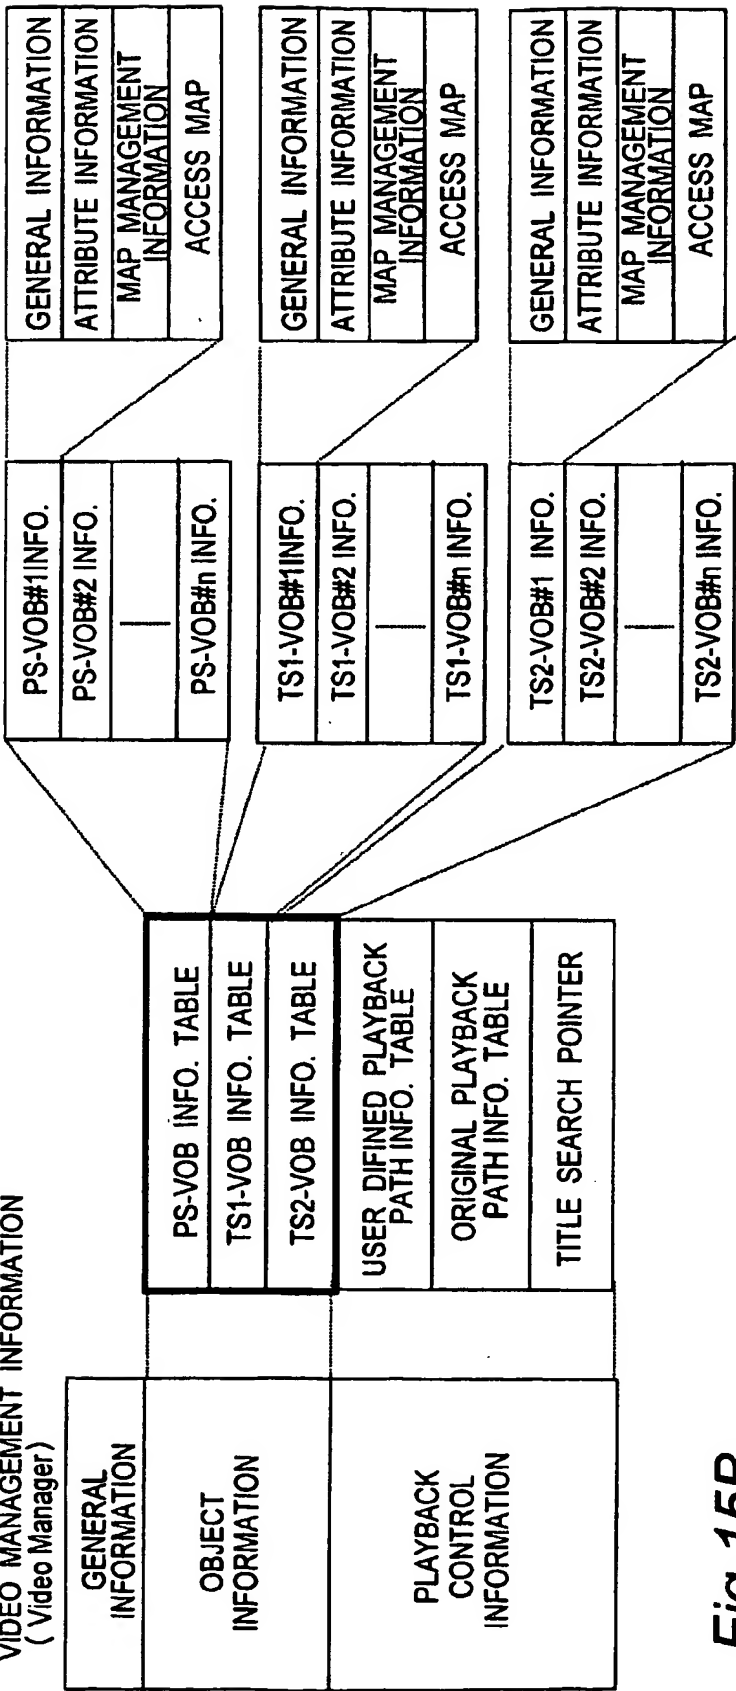 VIDEO MANAGEMENT INFORMATION
( Video Manager)
GENERAL
INFORMATION
OBJECT
INFORMATION
PLAYBACK
CONTROL
INFORMATION
PS-VOB INFO. TABLE
TS1-VOB INFO. TABLE
TS2-VOB INFO. TABLE
USER DIFINED PLAYBACK
PATH INFO. TABLE
ORIGINAL PLAYBACK
PATH INFO. TABLE
TITLE SEARCH POINTER
PS-VOB#1INFO.
PS-VOB#2 INFO.
PS-VOB#n INFO.
TS1-VOB#1INFO.
TS1-VOB#2 INFO.
TS1-VOB#n INFO.
TS2-VOB#1 INFO.
TS2-VOB#2 INFO.
TS2-VOB#n INFO.
GENERAL INFORMATION
ATTRIBUTE INFORMATION
MAP MANAGEMENT
INFORMATION
ACCESS MAP
GENERAL INFORMATION
ATTRIBUTE INFORMATION
MAP MANAGEMENT
INFORMATION
ACCESS MAP
GENERAL INFORMATION
ATTRIBUTE INFORMATION
MAP MANAGEMENT
INFORMATION
ACCESS MAP
Fig.15B